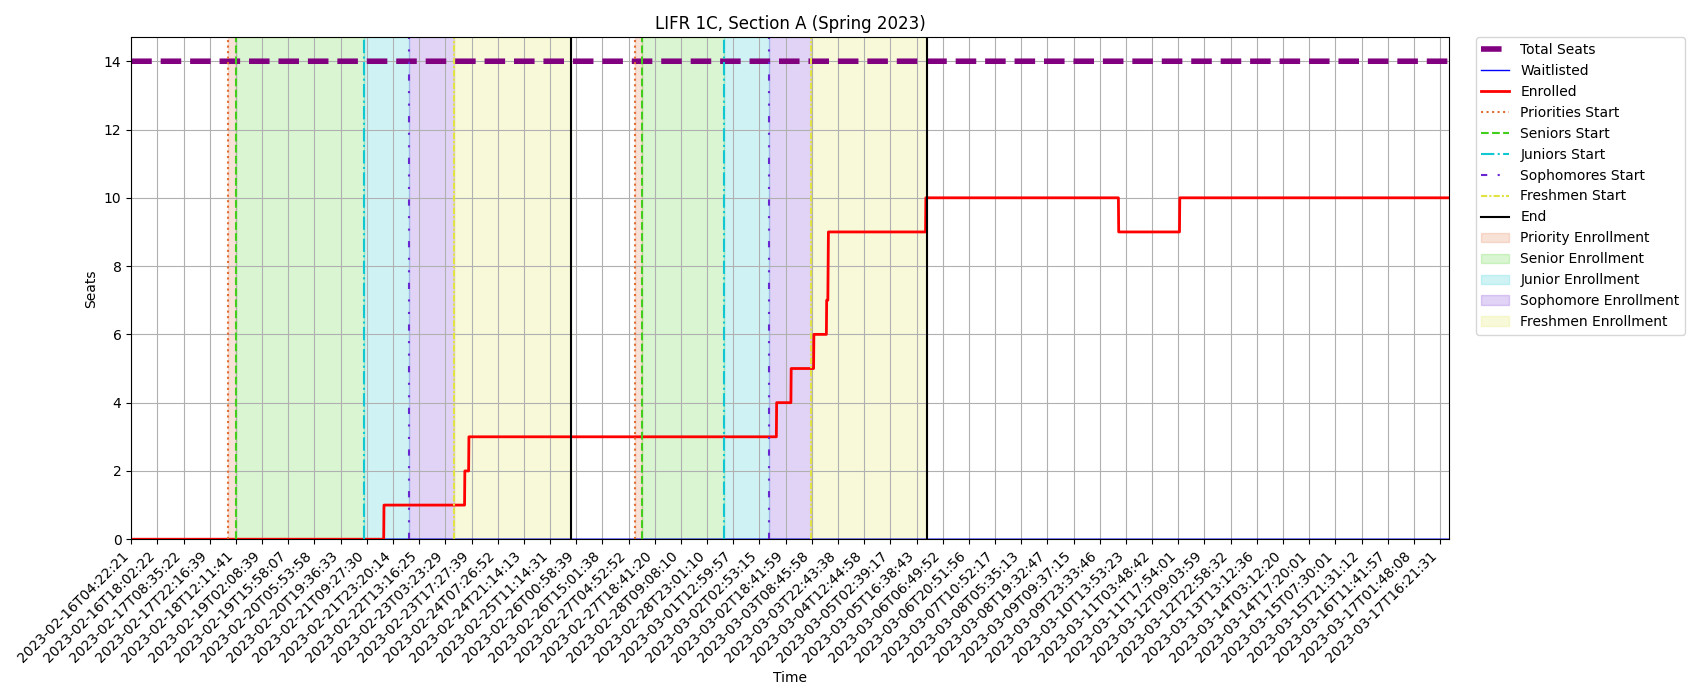 LIFR 1C, Section A (Spring 2023)
Seats
14
12
10
8
6
4
2
0
2023-02-16T04:22:21
2023-02-16T18:02:22
2023-02-17T08:35:22
2023-02-17T22:16:39
2023-02-18T12:11:41
2023-02-19T02:08:39
2023-02-19T15:58:07
2023-02-20T05:53:58
2023-02-20T19:36:33
2023-02-21T09:27:30
2023-02-21T23:20:14
2023-02-22T13:16:25
2023-02-23T03:23:29
2023-02-23T17:27:39
2023-02-24T07:26:52
2023-02-24T21:14:13
2023-02-25T11:14:31
2023-02-26T00:58:39
2023-02-26T15:01:38
2023-02-27T04:52:52
2023-02-27T18:41:20
2023-02-28T09:08:10
2023-02-28T23:01:10
2023-03-01T12:59:57
2023-03-02T02:53:15
2023-03-02T18:41:59
2023-03-03T08:45:58
2023-03-03T22:43:38
2023-03-04T12:44:58
2023-03-05T02:39:17
2023-03-05T16:38:43
2023-03-06T06:49:52
2023-03-06T20:51:56
2023-03-07T10:52:17
2023-03-08T05:35:13
2023-03-08T19:32:47
2023-03-09T09:37:15
2023-03-09T23:33:46
2023-03-10T13:53:23
2023-03-11T03:48:42
2023-03-11T17:54:01
2023-03-12T09:03:59
2023-03-12T22:58:32
2023-03-13T13:12:36
2023-03-14T03:12:20
2023-03-14T17:20:01
2023-03-15T07:30:01
2023-03-15T21:31:12
2023-03-16T11:41:57
2023-03-17T01:48:08
2023-03-17T16:21:31
Time
Total Seats
Waitlisted
Enrolled
Priorities Start
Seniors Start
Juniors Start
Sophomores Start
Freshmen Start
End
Priority Enrollment
Senior Enrollment
Junior Enrollment
Sophomore Enrollment
Freshmen Enrollment